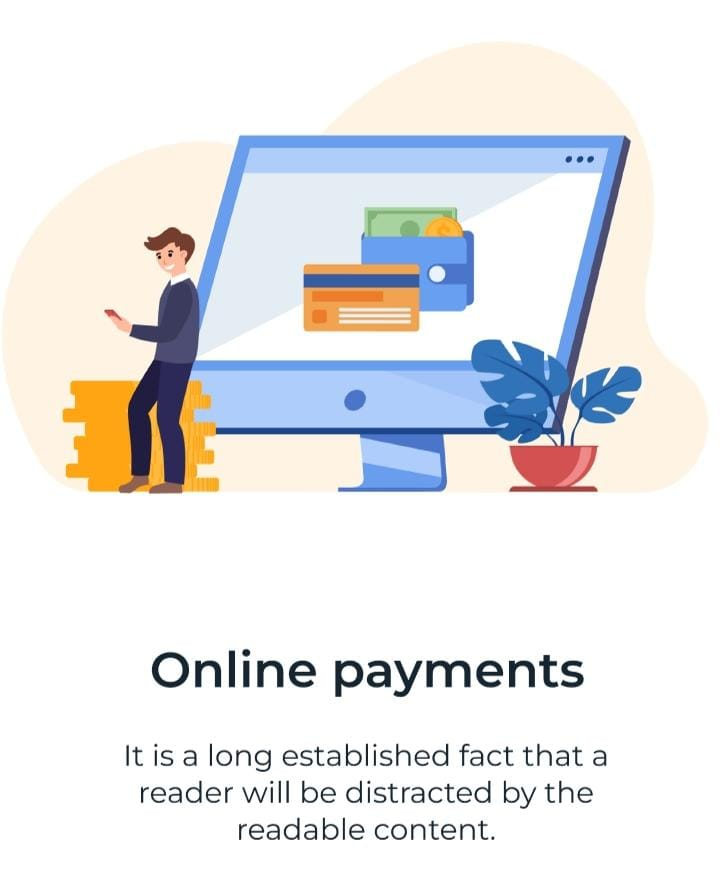 Online payments
It is a long established fact that a
reader will be distracted by the
readable content.